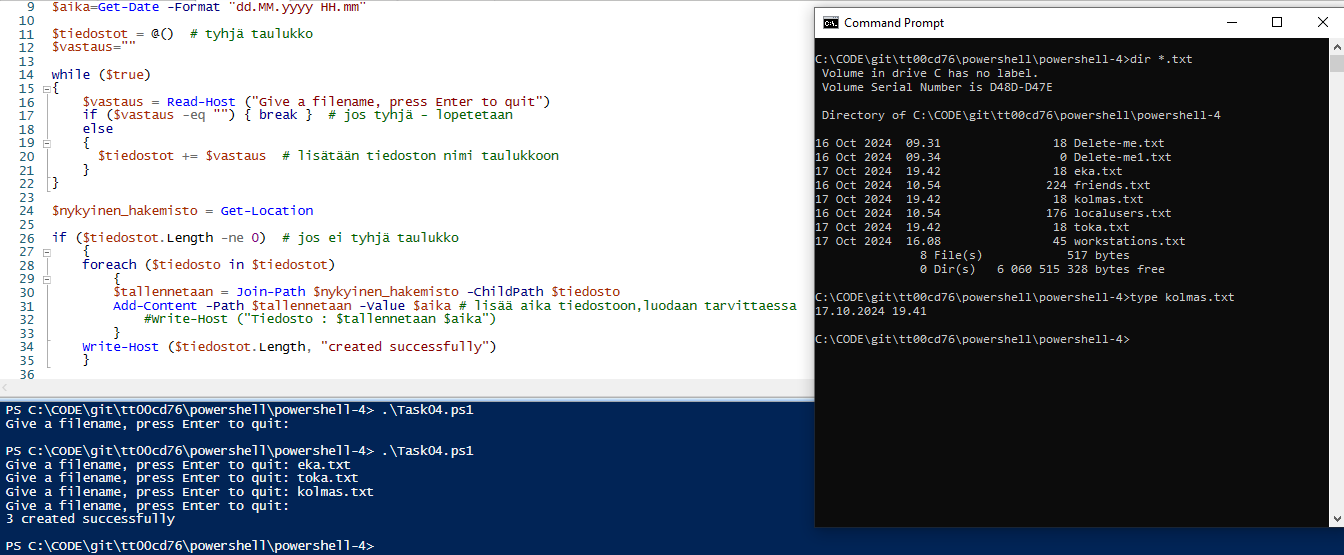 9 $aika=Get-Date -Format "dd.MM.yyyy HH.mm"
10
11 $tiedostot = @()  # tyhjä taulukko
12 $vastaus=""
13
14 while ($true)
15 {
16     $vastaus = Read-Host ("Give a filename, press Enter to quit")
17     if ($vastaus -eq "") { break }  # jos tyhjä - lopetetaan
18     else
19     {
20       $tiedostot += $vastaus  # lisätään tiedoston nimi taulukkoon
21     }
22 }
23
24 $nykyinen_hakemisto = Get-Location
25
26 if ($tiedostot.Length -ne 0)  # jos ei tyhjä taulukko
27     {
28     foreach ($tiedosto in $tiedostot)
29         {
30         $tallennetaan = Join-Path $nykyinen_hakemisto -ChildPath $tiedosto
31         Add-Content -Path $tallennetaan -Value $aika # lisää aika tiedostoon,luodaan tarvittaessa
32             #Write-Host ("Tiedosto : $tallennetaan $aika")
33         }
34     Write-Host ($tiedostot.Length, "created successfully")
35     }
36
PS C:\CODE\git\tt00cd76\powershell\powershell-4> .\Task04.ps1
Give a filename, press Enter to quit:
PS C:\CODE\git\tt00cd76\powershell\powershell-4> .\Task04.ps1
Give a filename, press Enter to quit: eka.txt
Give a filename, press Enter to quit: toka.txt
Give a filename, press Enter to quit: kolmas.txt
Give a filename, press Enter to quit:
3 created successfully
PS C:\CODE\git\tt00cd76\powershell\powershell-4>
Command Prompt
C:\CODE\git\tt00cd76\powershell\powershell-4>dir *.txt
Volume in drive C has no label.
Volume Serial Number is D48D-D47E
Directory of C:\CODE\git\tt00cd76\powershell\powershell-4
16 Oct 2024  09.31                18 Delete-me.txt
16 Oct 2024  09.34                 0 Delete-me1.txt
17 Oct 2024  19.42                18 eka.txt
16 Oct 2024  10.54               224 friends.txt
17 Oct 2024  19.42                18 kolmas.txt
16 Oct 2024  10.54               176 localusers.txt
17 Oct 2024  19.42                18 toka.txt
17 Oct 2024  16.08                45 workstations.txt
8 File(s)            517 bytes
0 Dir(s)   6 060 515 328 bytes free
C:\CODE\git\tt00cd76\powershell\powershell-4>type kolmas.txt
17.10.2024 19.41
C:\CODE\git\tt00cd76\powershell\powershell-4>